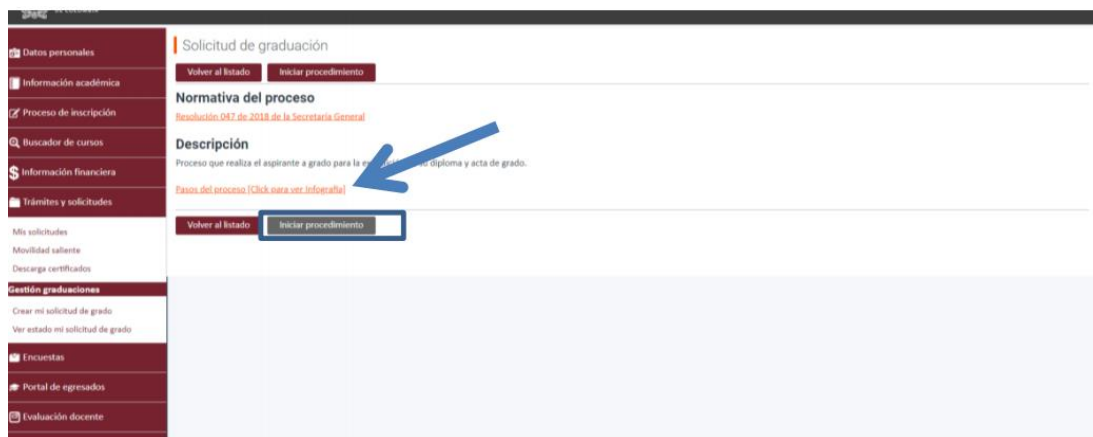 Datos personales
Información académica
Proceso de inscripción
Buscador de cursos
Información financiera
Trámites y solicitudes
Mis solicitudes
Movilidad saliente
Descarga certificados
Gestión graduaciones
Crear mi solicitud de grado
Ver estado mi solicitud de grado
Encuestas
Portal de egresados
Evaluación docente
Solicitud de graduación
Volver al listado Iniciar procedimiento
Normativa del proceso
Resolución 047 de 2018 de la Secretaría General
Descripción
Proceso que realiza el aspirante a grado para la diploma y acta de grado.
Pasos del proceso [Click para ver Infografía]
Volver al listado Iniciar procedimiento